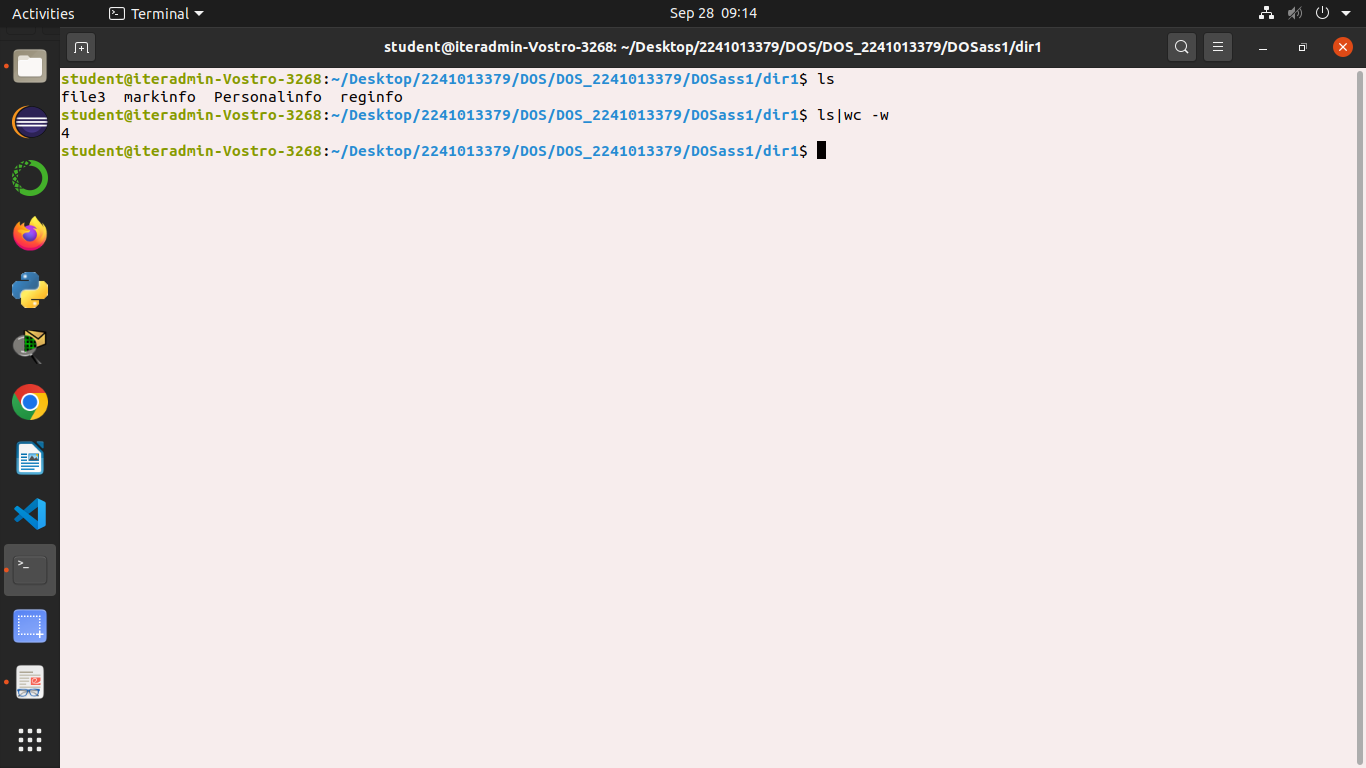 Activities Terminal Sep 28 09:14
student@iteradmin-Vostro-3268: ~/Desktop/2241013379/DOS/DOS_2241013379/DOSass1/dir1
student@iteradmin-Vostro-3268:~/Desktop/2241013379/DOS/DOS_2241013379/DOSass1/dir1$ ls
file3  markinfo  Personalinfo  reginfo
student@iteradmin-Vostro-3268:~/Desktop/2241013379/DOS/DOS_2241013379/DOSass1/dir1$ ls|wc -w
4
student@iteradmin-Vostro-3268:~/Desktop/2241013379/DOS/DOS_2241013379/DOSass1/dir1$